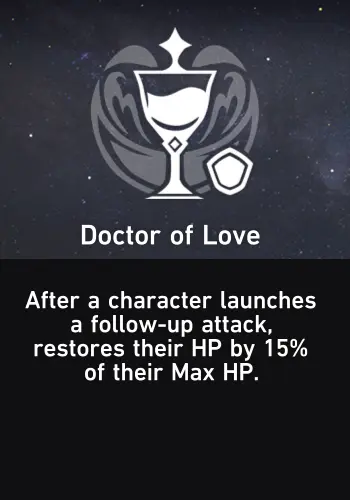 Doctor of Love
After a character launches
a follow-up attack,
restores their HP by 15%
of their Max HP.